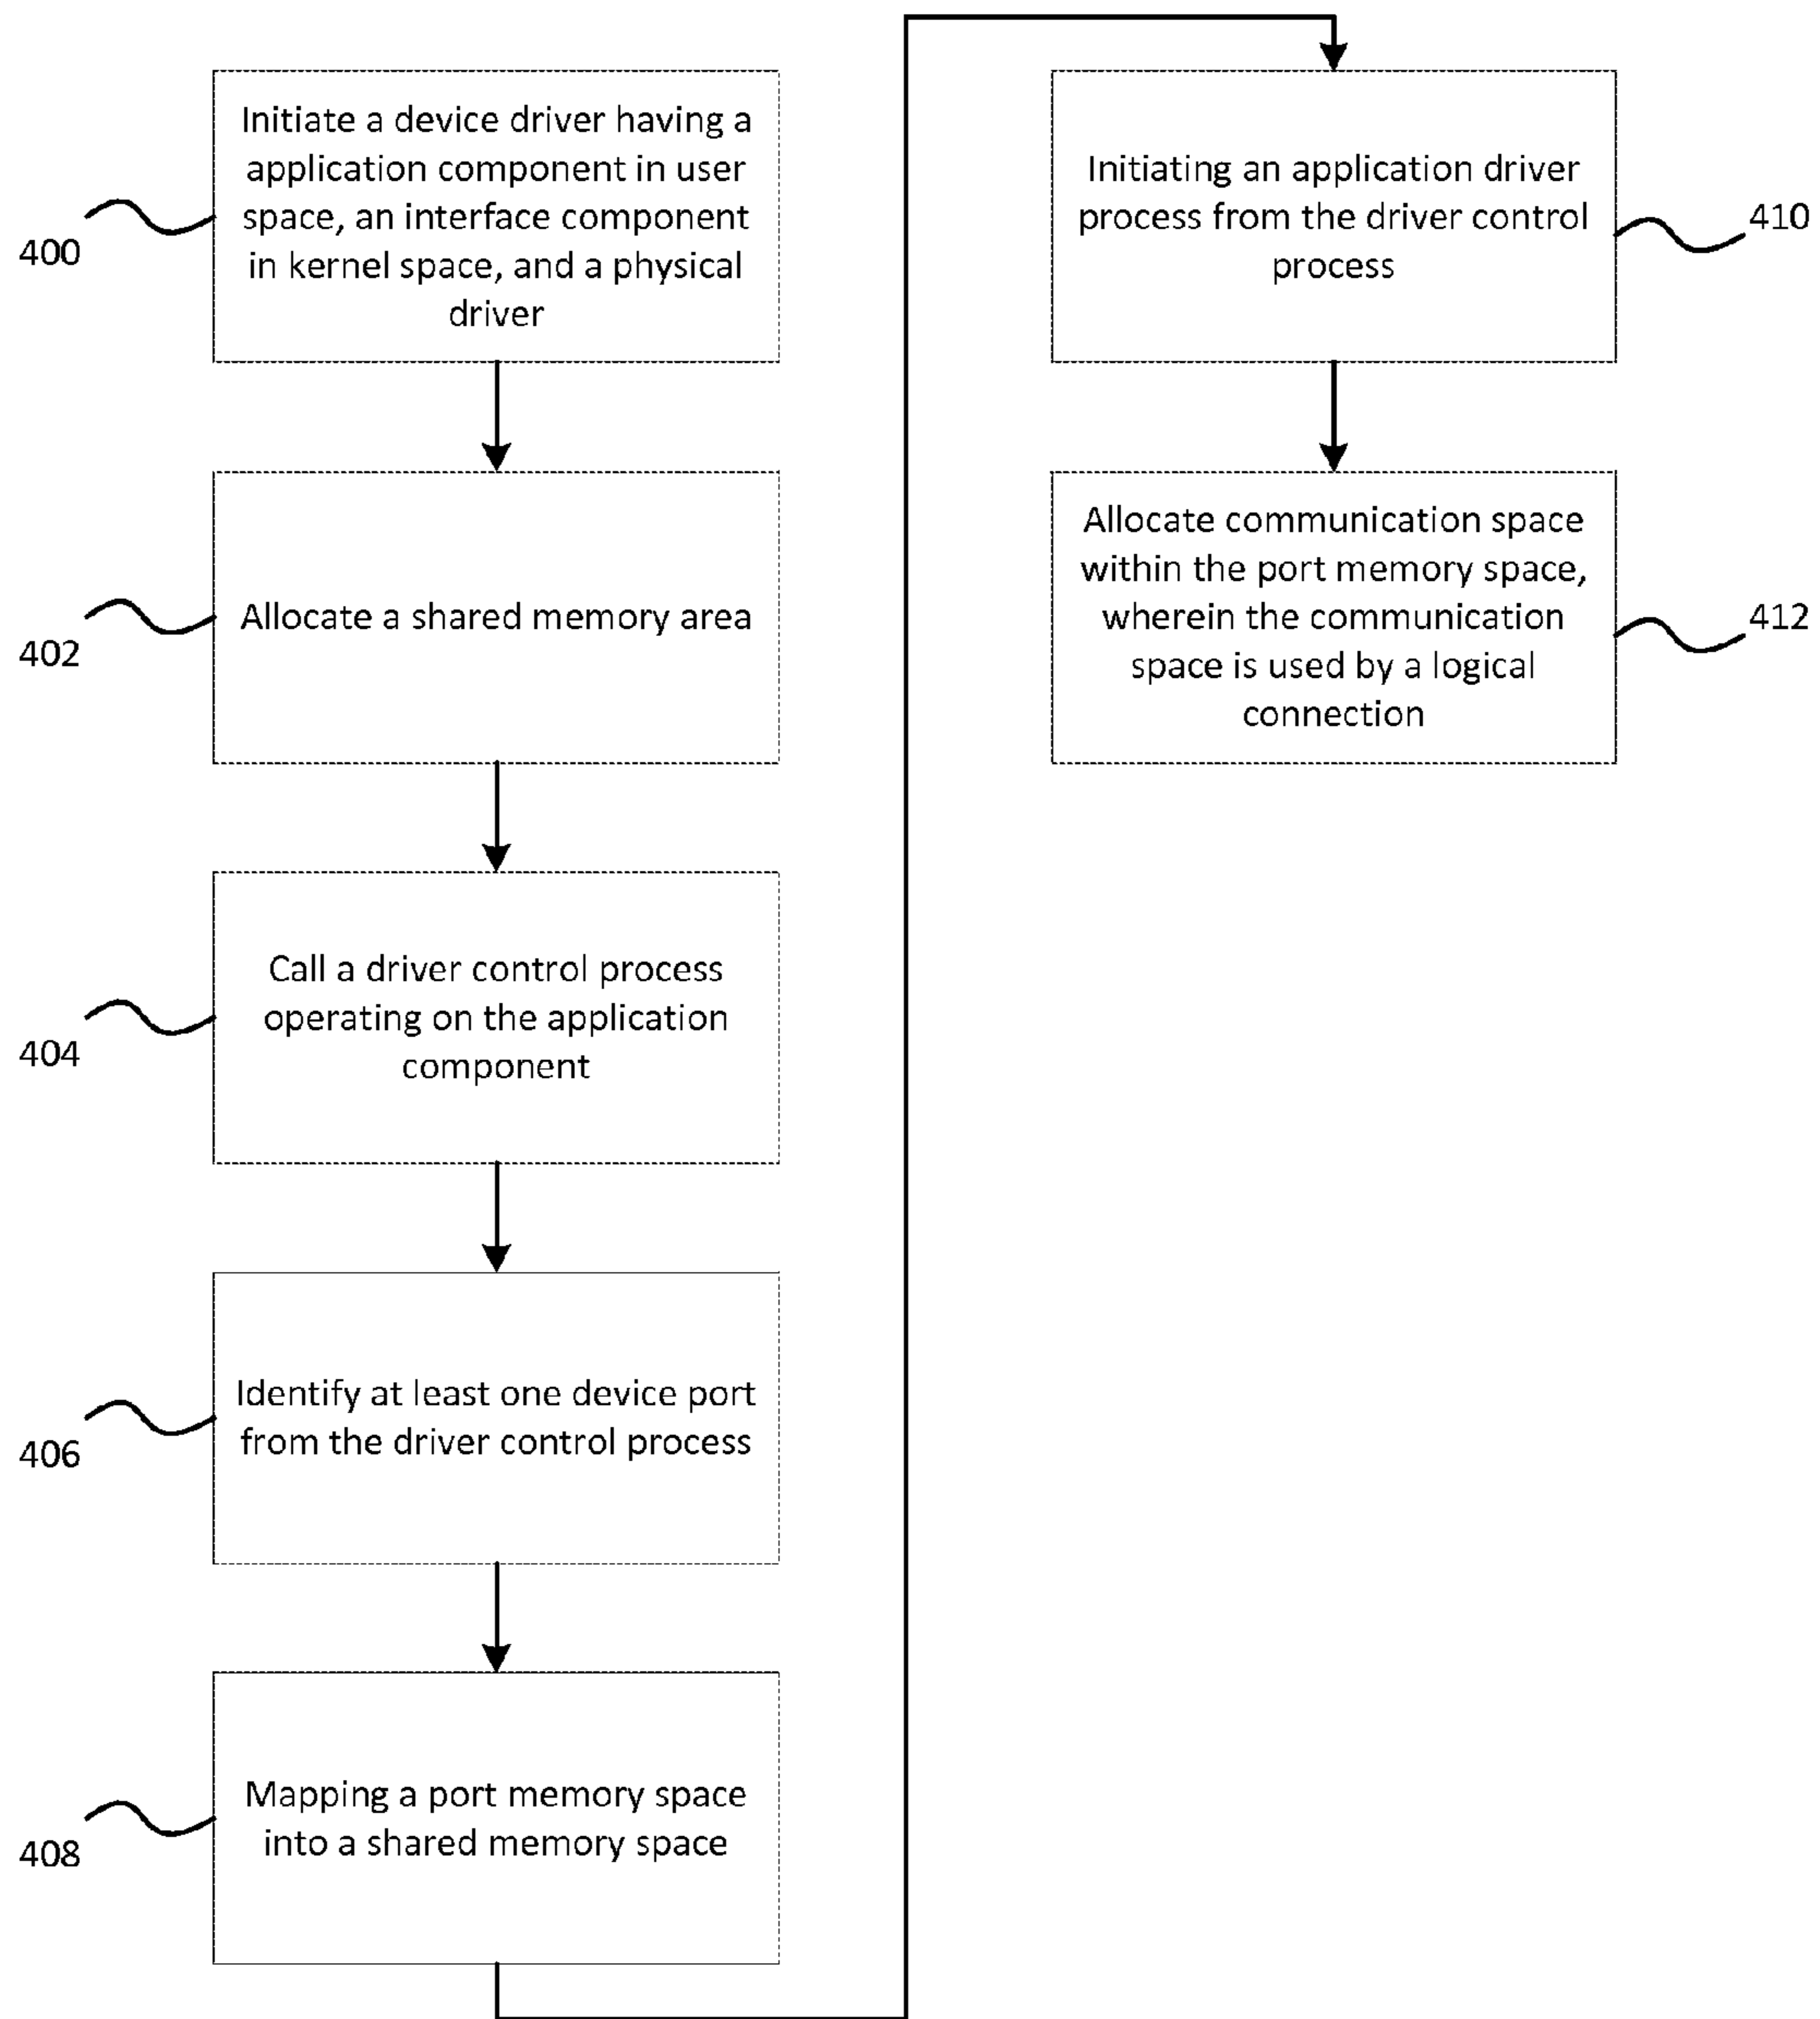 Initiate a device driver having a
application component in user
space, an interface component
in kernel space, and a physical
driver
400
Allocate a shared memory area
402
Call a driver control process
operating on the application
component
404
Identify at least one device port
from the driver control process
406
Mapping a port memory space
into a shared memory space
408
Initiating an application driver
process from the driver control
process
410
Allocate communication space
within the port memory space,
wherein the communication
space is used by a logical
connection
412